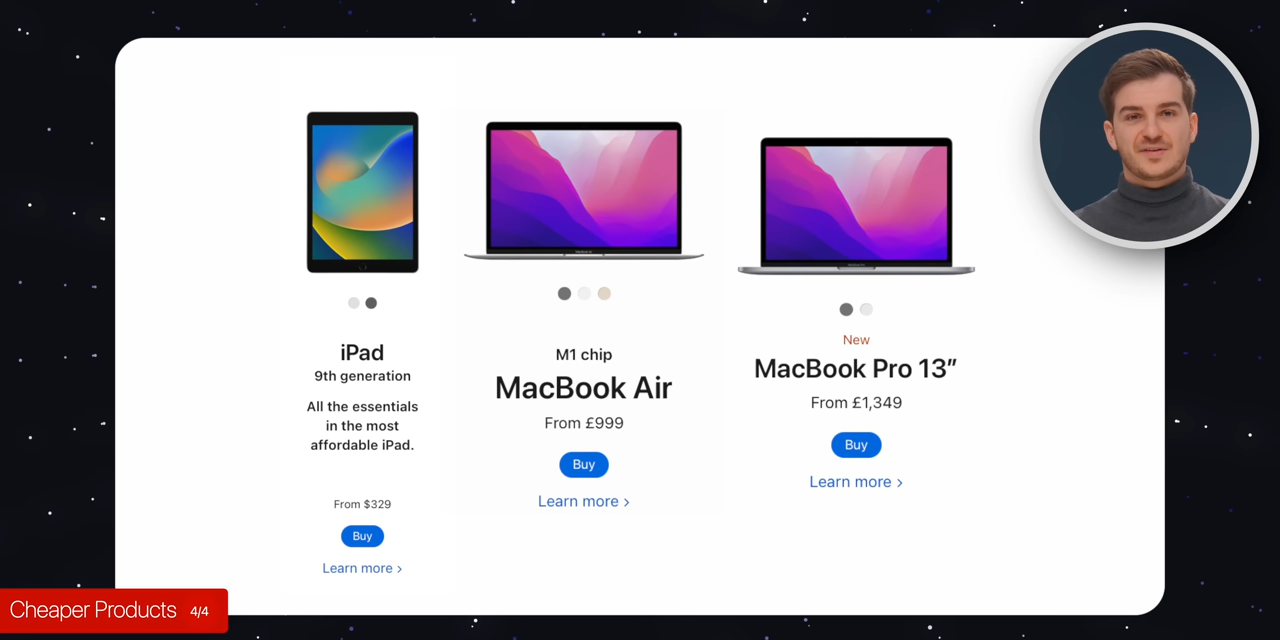 iPad
9th generation
All the essentials
in the most
affordable iPad.
From $329
Buy
Learn more >
M1 chip
MacBook Air
From £999
Buy
Learn more >
New
MacBook Pro 13”
From £1,349
Buy
Learn more >
Cheaper Products 4/4